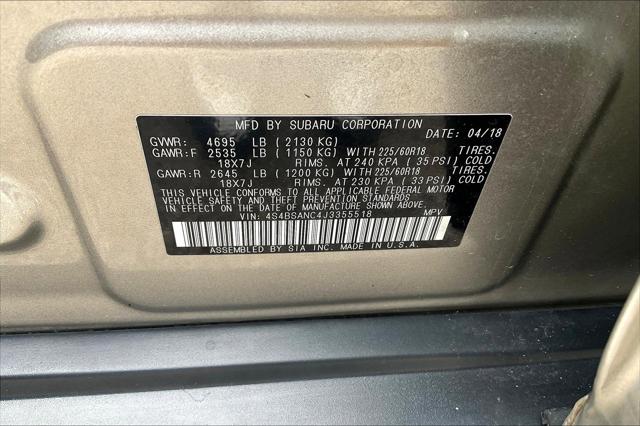 MFD BY SUBARU CORPORATION
DATE: 04/18
GVWR: 4695 LB (2130 KG)
GAWR:F 2535 LB (1150 KG) WITH 225/60R18 TIRES.
18X7J RIMS. AT 240 KPA (35 PSI) COLD
GAWR:R 2645 LB (1200 KG) WITH 225/60R18 TIRES.
18X7J RIMS. AT 230 KPA (33 PSI) COLD
THIS VEHICLE CONFORMS TO ALL APPLICABLE FEDERAL MOTOR
VEHICLE SAFETY AND THEFT PREVENTION STANDARDS
IN EFFECT ON THE DATE OF MANUFACTURE SHOWN ABOVE.
VIN: 4S4BSANC4J3355518 MPV
ASSEMBLED BY SIA INC. MADE IN U.S.A.